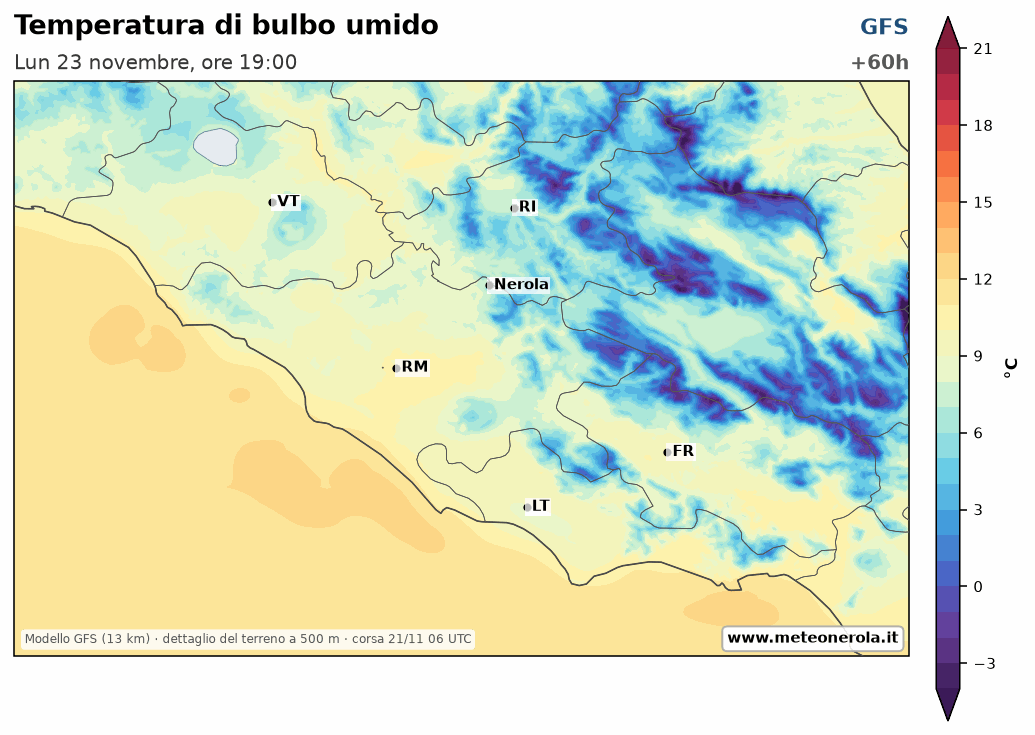 Temperatura di bulbo umido
GFS
Lun 23 novembre, ore 19:00
+60h
VT
RI
Nerola
RM
FR
LT
Modello GFS (13 km) · dettaglio del terreno a 500 m · corsa 21/11 06 UTC
www.meteonerola.it
21
18
15
12
9
6
3
0
−3
°C